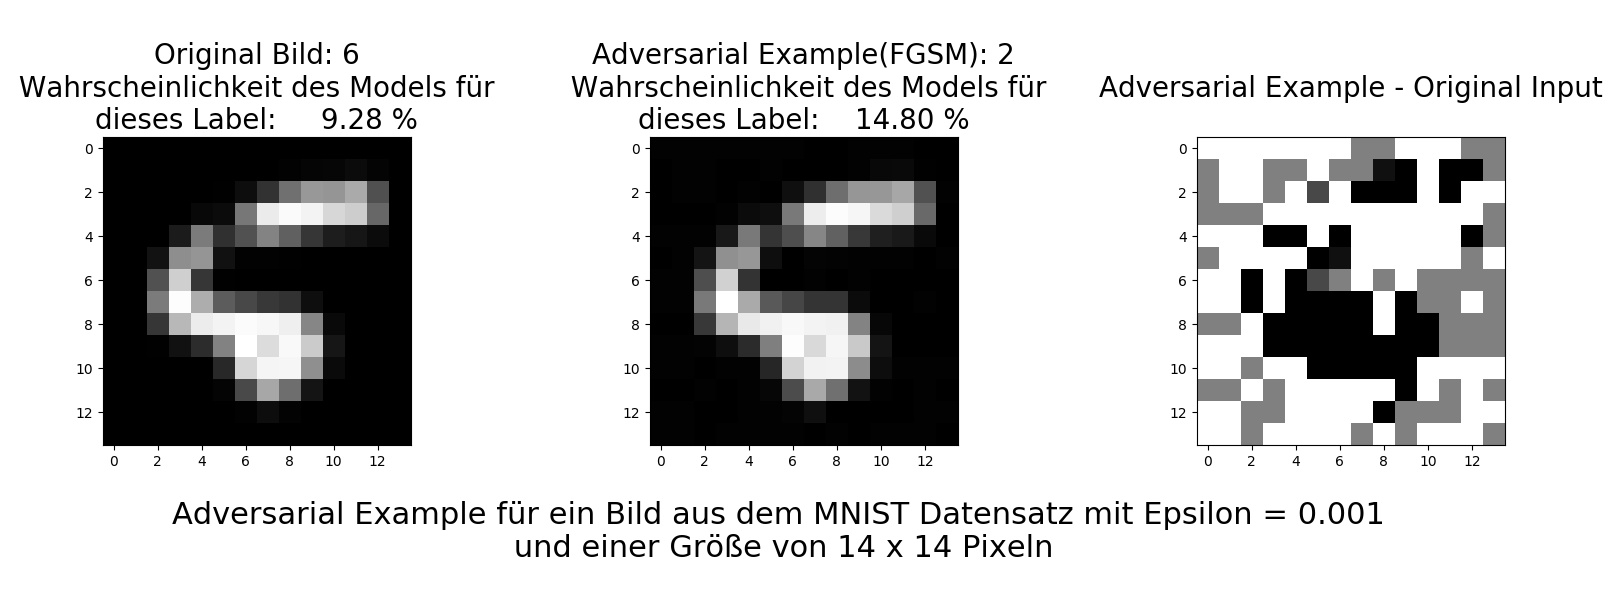 Original Bild: 6
Wahrscheinlichkeit des Models für
dieses Label: 9.28 %
0
2
4
6
8
10
12
0 2 4 6 8 10 12
Adversarial Example(FGSM): 2
Wahrscheinlichkeit des Models für
dieses Label: 14.80 %
0
2
4
6
8
10
12
0 2 4 6 8 10 12
Adversarial Example - Original Input
0
2
4
6
8
10
12
0 2 4 6 8 10 12
Adversarial Example für ein Bild aus dem MNIST Datensatz mit Epsilon = 0.001
und einer Größe von 14 x 14 Pixeln